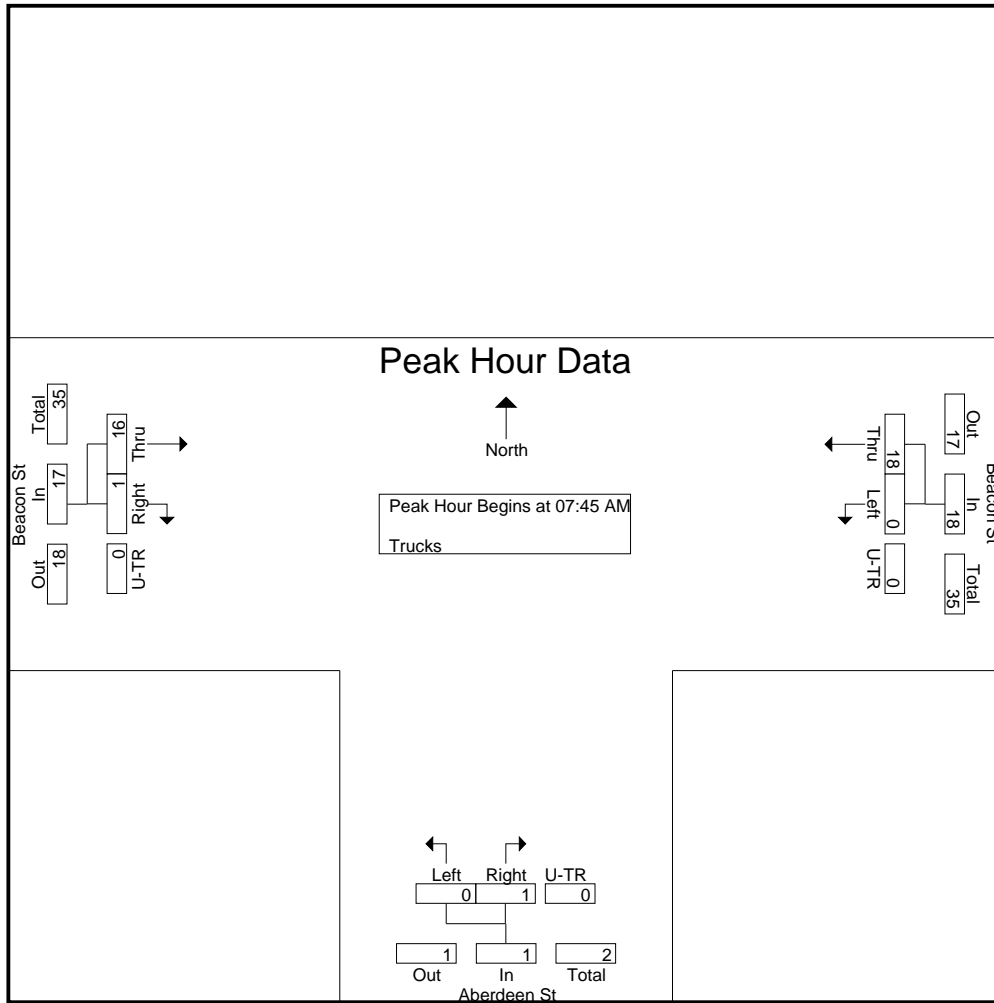 Peak Hour Data
North
Peak Hour Begins at 07:45 AM
Trucks
Beacon St
Total
35
In
17
Out
18
Thru
16
Right
1
U-TR
0
Beacon St
Out
17
In
18
Total
35
Thru
18
Left
0
U-TR
0
Left Right U-TR
0 1 0
1 1 2
Out In Total
Aberdeen St